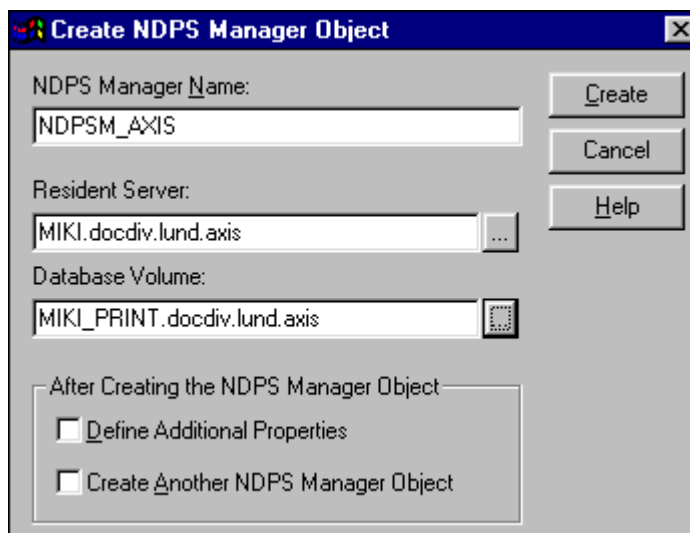 Create NDPS Manager Object
NDPS Manager Name:
NDPSM_AXIS
Resident Server:
MIKI.docdiv.lund.axis
...
Database Volume:
MIKI_PRINT.docdiv.lund.axis
...
After Creating the NDPS Manager Object
Define Additional Properties
Create Another NDPS Manager Object
Create
Cancel
Help